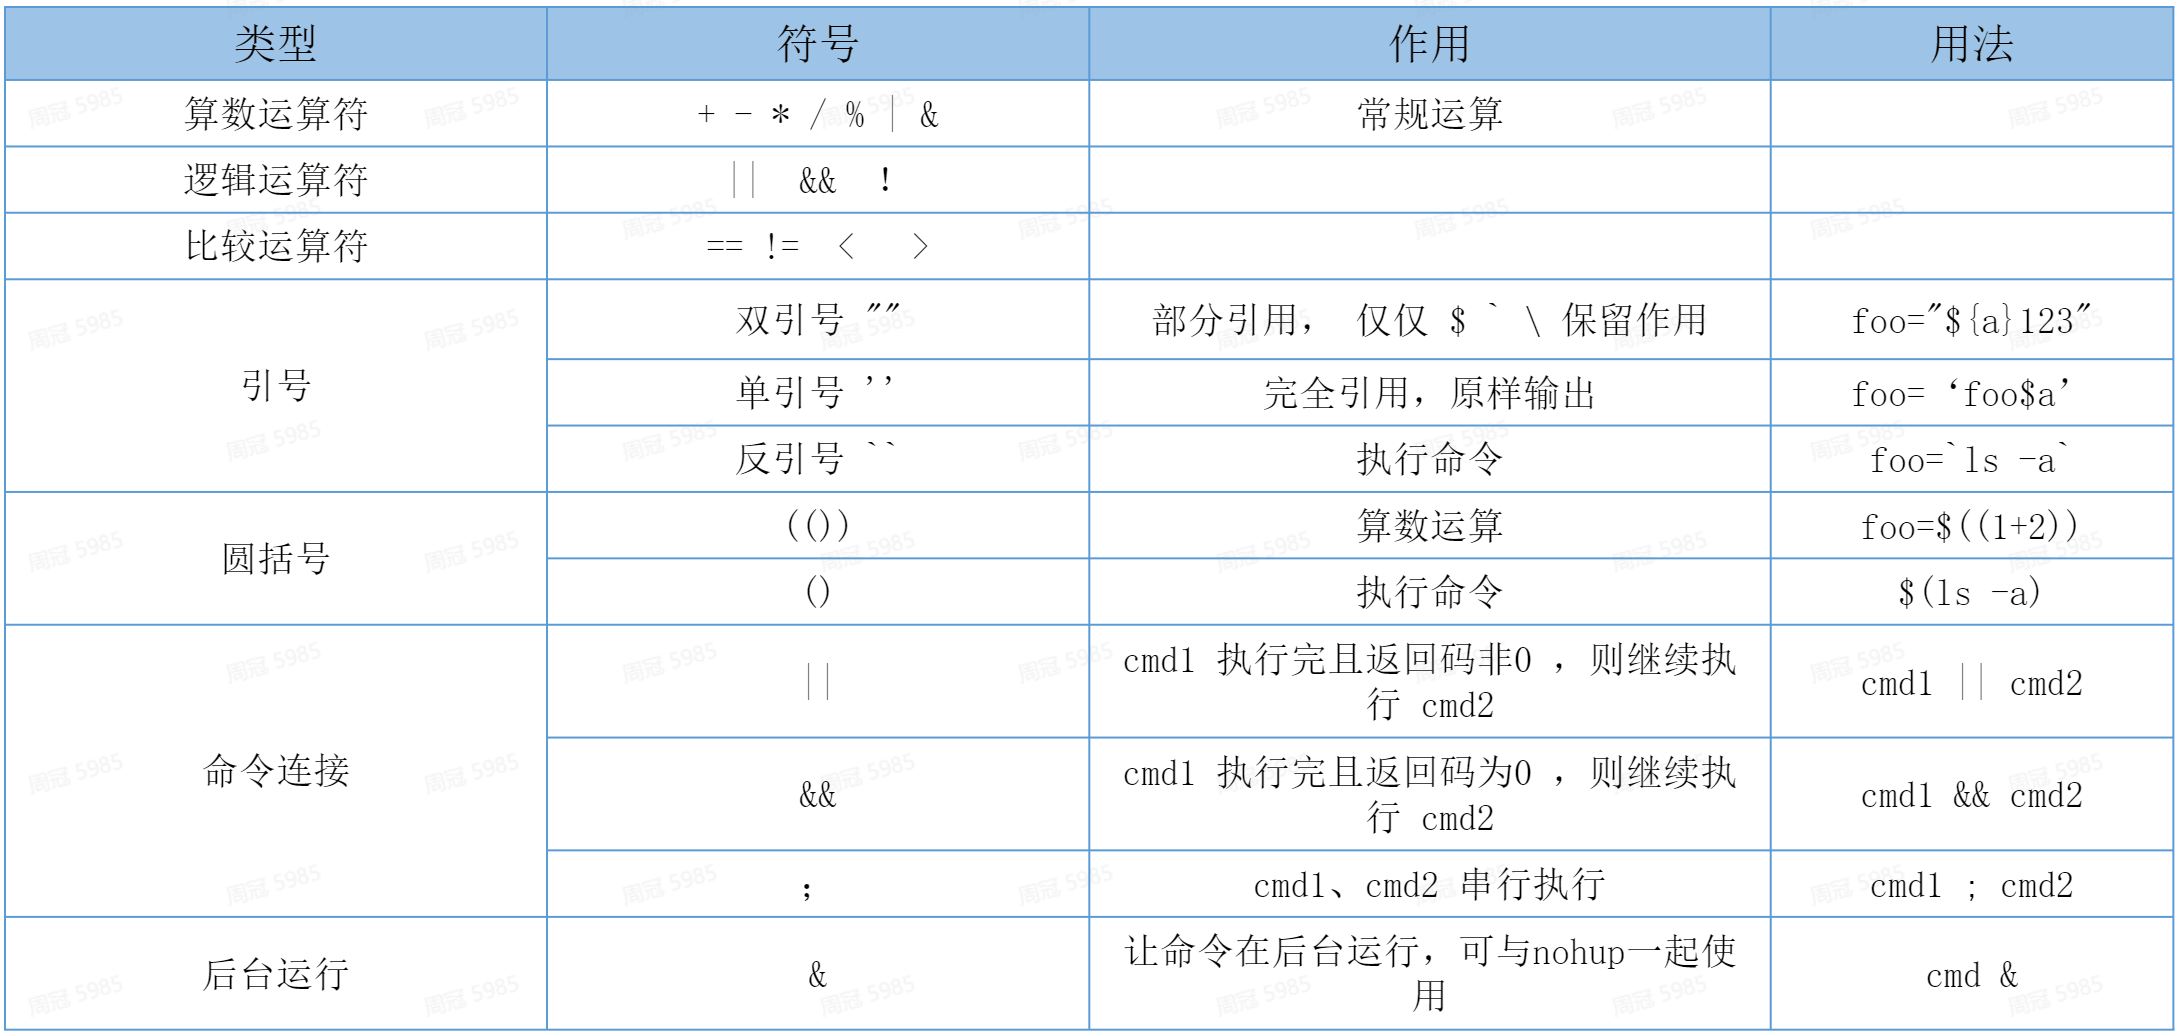 类型 符号 作用 用法
算数运算符 + - * / % | & 常规运算
逻辑运算符 || && !
比较运算符 == != < >
引号
双引号 "" 部分引用， 仅仅 $ ` \ 保留作用 foo="${a}123"
单引号 '' 完全引用，原样输出 foo= ‘foo$a’
反引号 `` 执行命令 foo=`ls -a`
圆括号
(()) 算数运算 foo=$((1+2))
() 执行命令 $(ls -a)
命令连接
|| cmd1 执行完且返回码非0 ，则继续执
行 cmd2 cmd1 || cmd2
&& cmd1 执行完且返回码为0 ，则继续执
行 cmd2 cmd1 && cmd2
; cmd1、cmd2 串行执行 cmd1 ; cmd2
后台运行 & 让命令在后台运行，可与nohup一起使
用 cmd &
周冠 5985